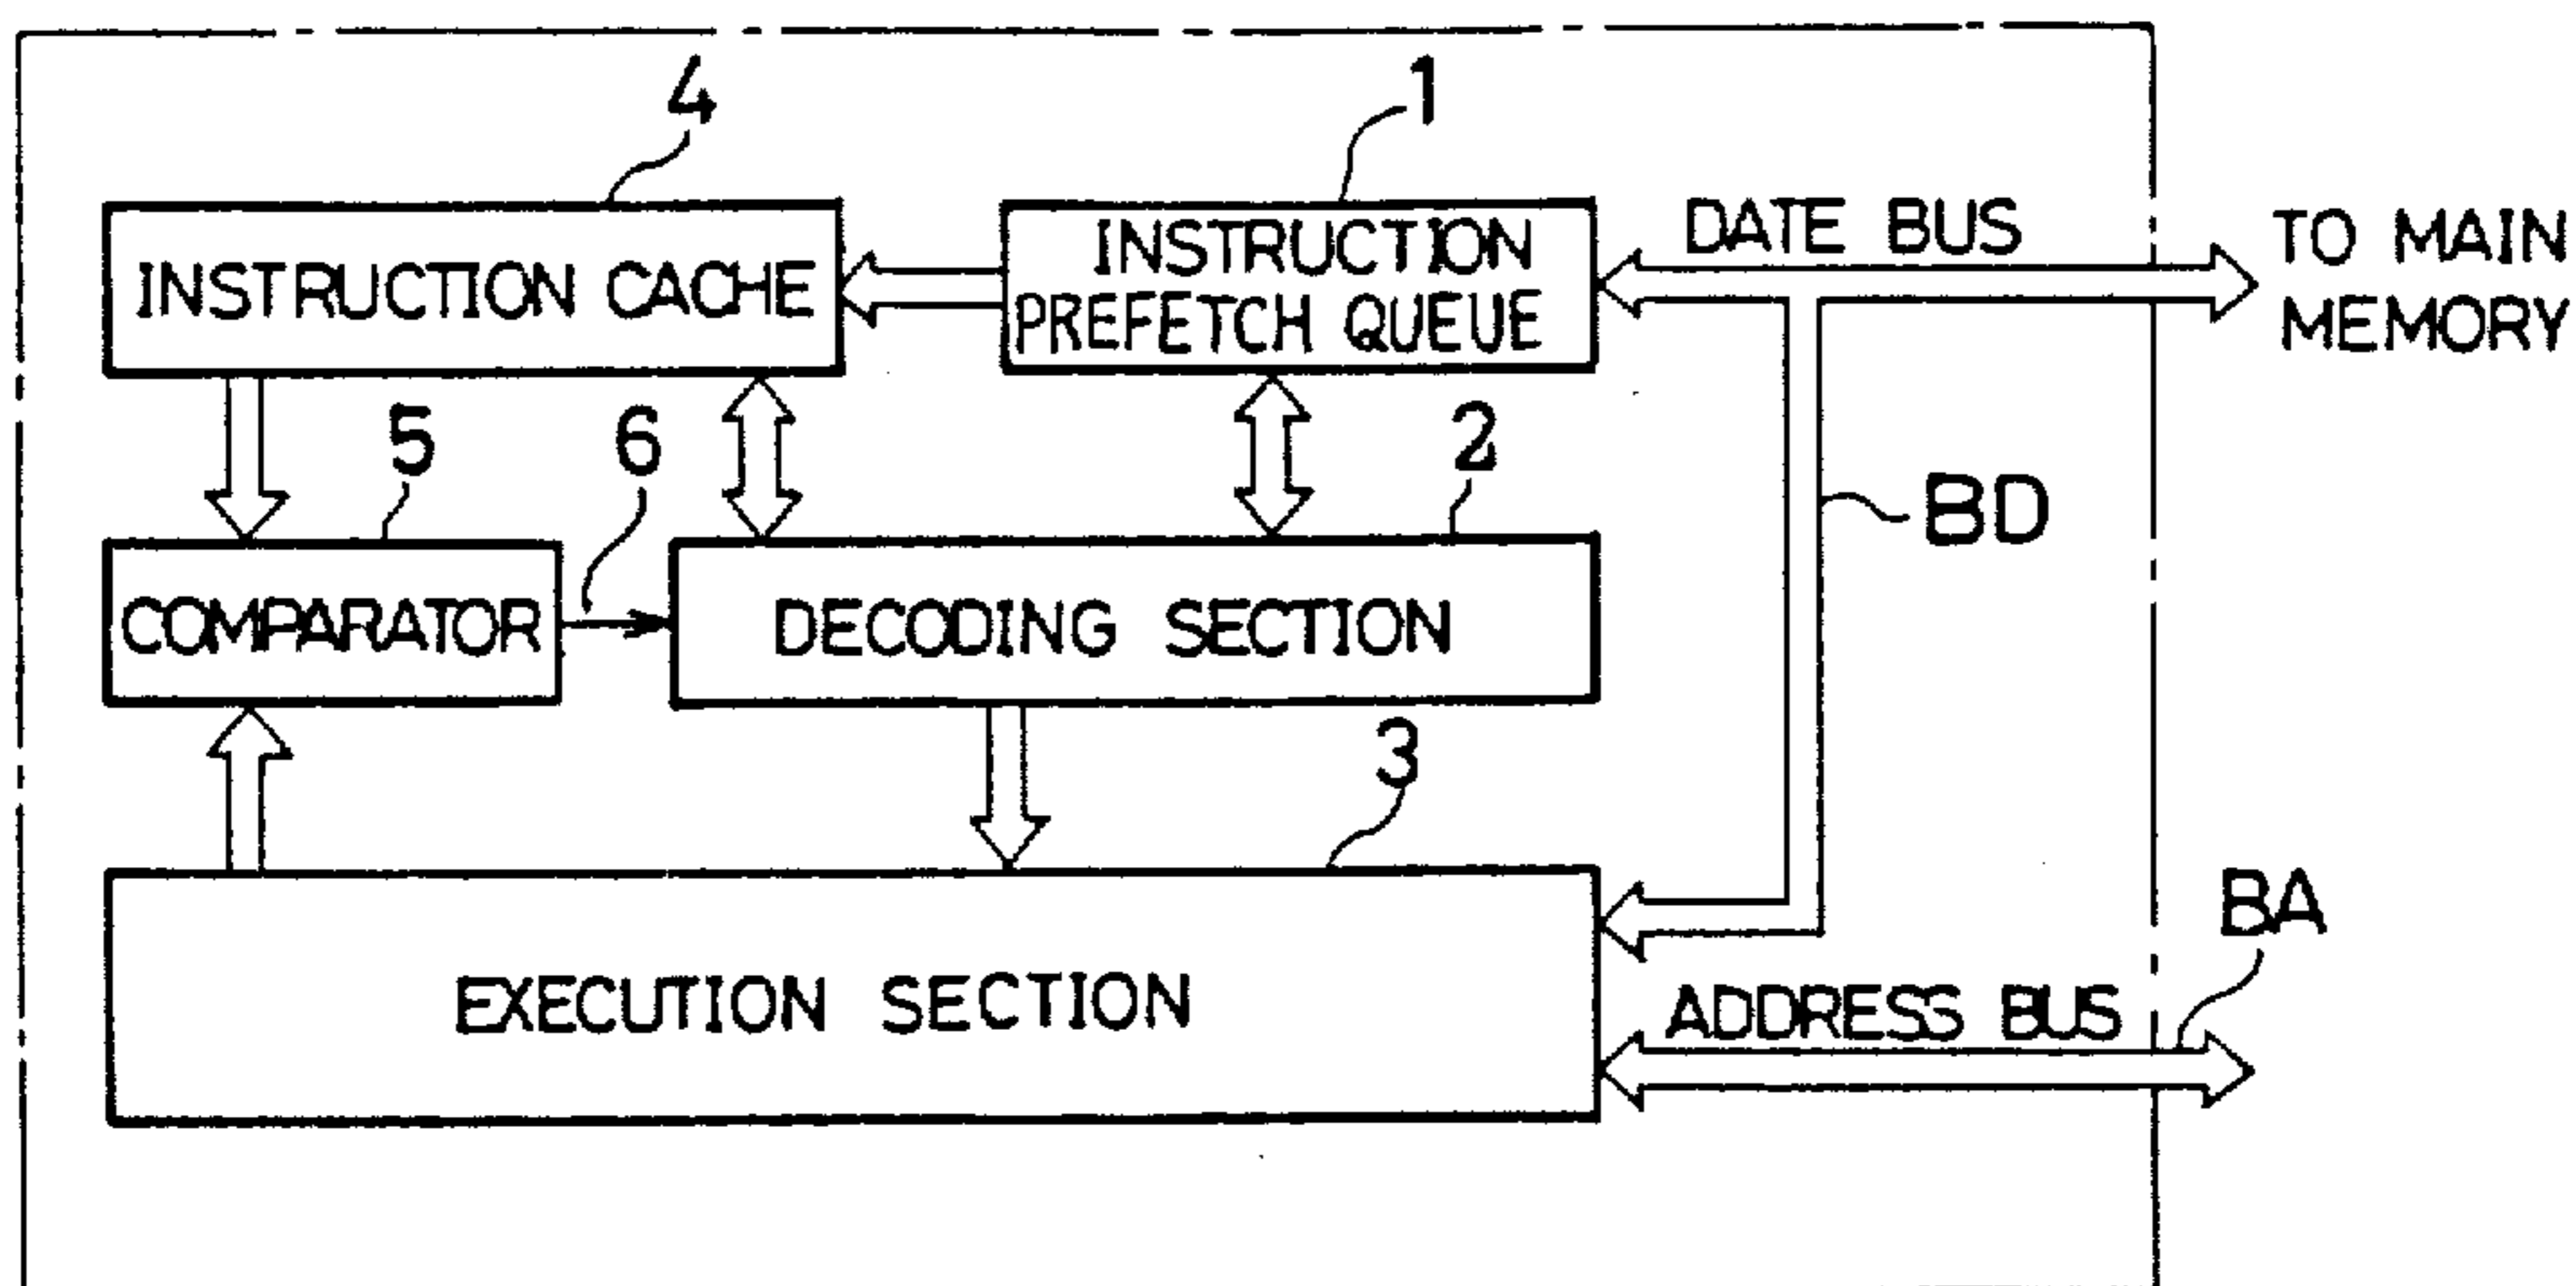 4
1
INSTRUCTION CACHE
INSTRUCTION
PREFETCH QUEUE
DATE BUS
TO MAIN
MEMORY
5
6
2
BD
COMPARATOR
DECODING SECTION
3
BA
EXECUTION SECTION
ADDRESS BUS